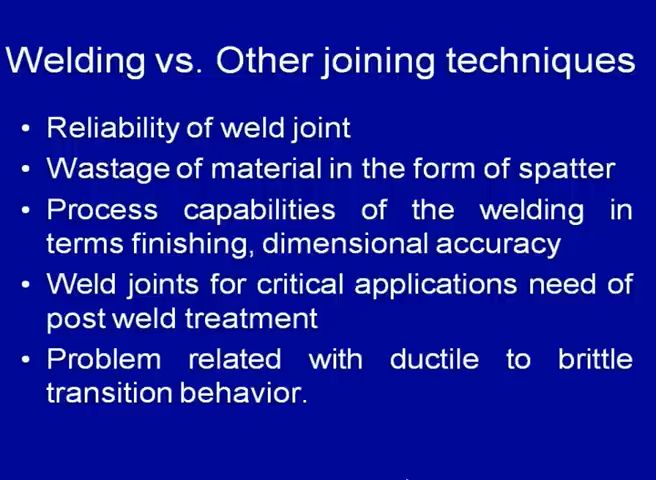 Welding vs. Other joining techniques
• Reliability of weld joint
• Wastage of material in the form of spatter
• Process capabilities of the welding in
terms finishing, dimensional accuracy
• Weld joints for critical applications need of
post weld treatment
• Problem related with ductile to brittle
transition behavior.